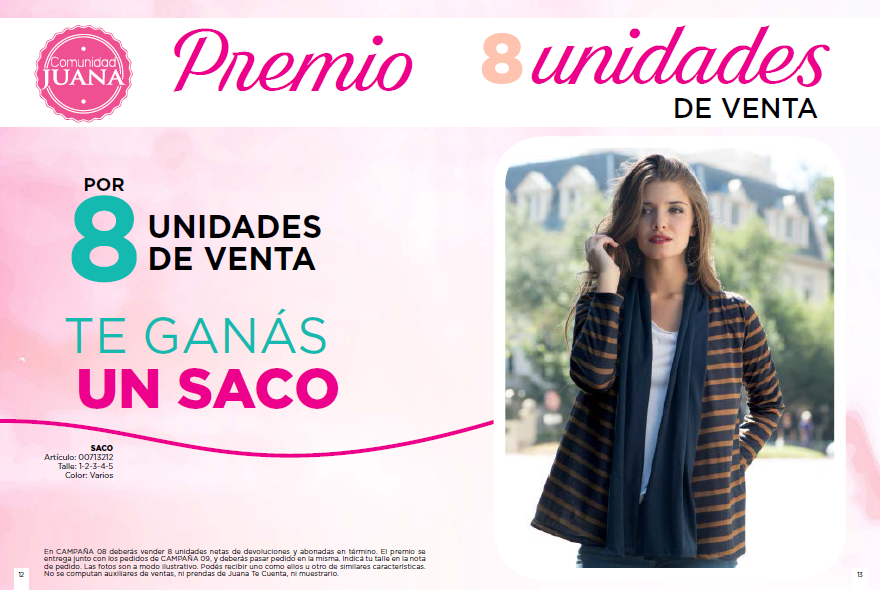 Comunidad
JUANA
Premio 8 unidades
DE VENTA
POR
8 UNIDADES
DE VENTA
TE GANÁS
UN SACO
SACO
Artículo: 00713212
Talle: 1-2-3-4-5
Color: Varios
En CAMPAÑA 08 deberás vender 8 unidades netas de devoluciones y abonadas en término. El premio se
entrega junto con los pedidos de CAMPAÑA 09, y deberás pasar pedido en la misma. Indicá tu talle en la nota
de pedido. Las fotos son a modo ilustrativo. Podés recibir uno como ellos u otro de similares características.
No se computan auxiliares de ventas, ni prendas de Juana Te Cuenta, ni muestrario.
12
13